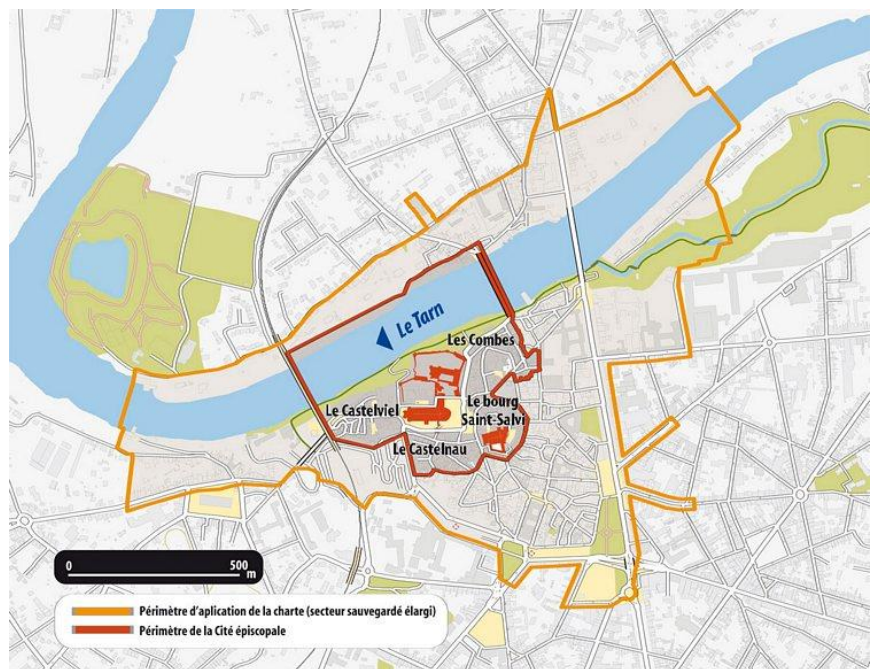 Le Tarn
Les Combes
Le Castelviel
Le bourg
Saint-Salvi
Le Castelnau
0 500
m
Périmètre d'aplication de la charte (secteur sauvegardé élargi)
Périmètre de la Cité épiscopale